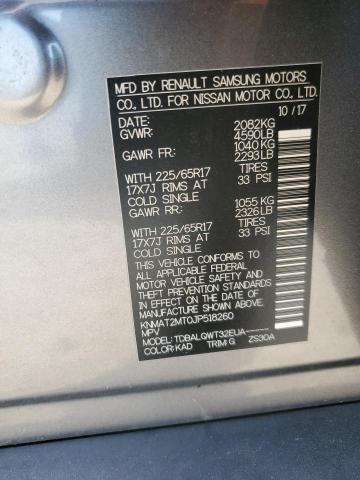 MFD BY RENAULT SAMSUNG MOTORS
CO., LTD. FOR NISSAN MOTOR CO., LTD.
10/17
DATE:
GVWR: 2082KG
4590LB
GAWR FR: 1040 KG
2293LB
WITH 225/65R17 TIRES
17X7J RIMS AT 33 PSI
COLD SINGLE
GAWR RR: 1055 KG
2326LB
WITH 225/65R17 TIRES
17X7J RIMS AT 33 PSI
COLD SINGLE
THIS VEHICLE CONFORMS TO
ALL APPLICABLE FEDERAL
MOTOR VEHICLE SAFETY AND
THEFT PREVENTION STANDARDS
IN EFFECT ON THE DATE OF
MANUFACTURE SHOWN ABOVE.
KNMAT2MT0JP518260
MPV
MODEL: TDBALGWT32EUA------
COLOR:KAD TRIM:G ZS30A